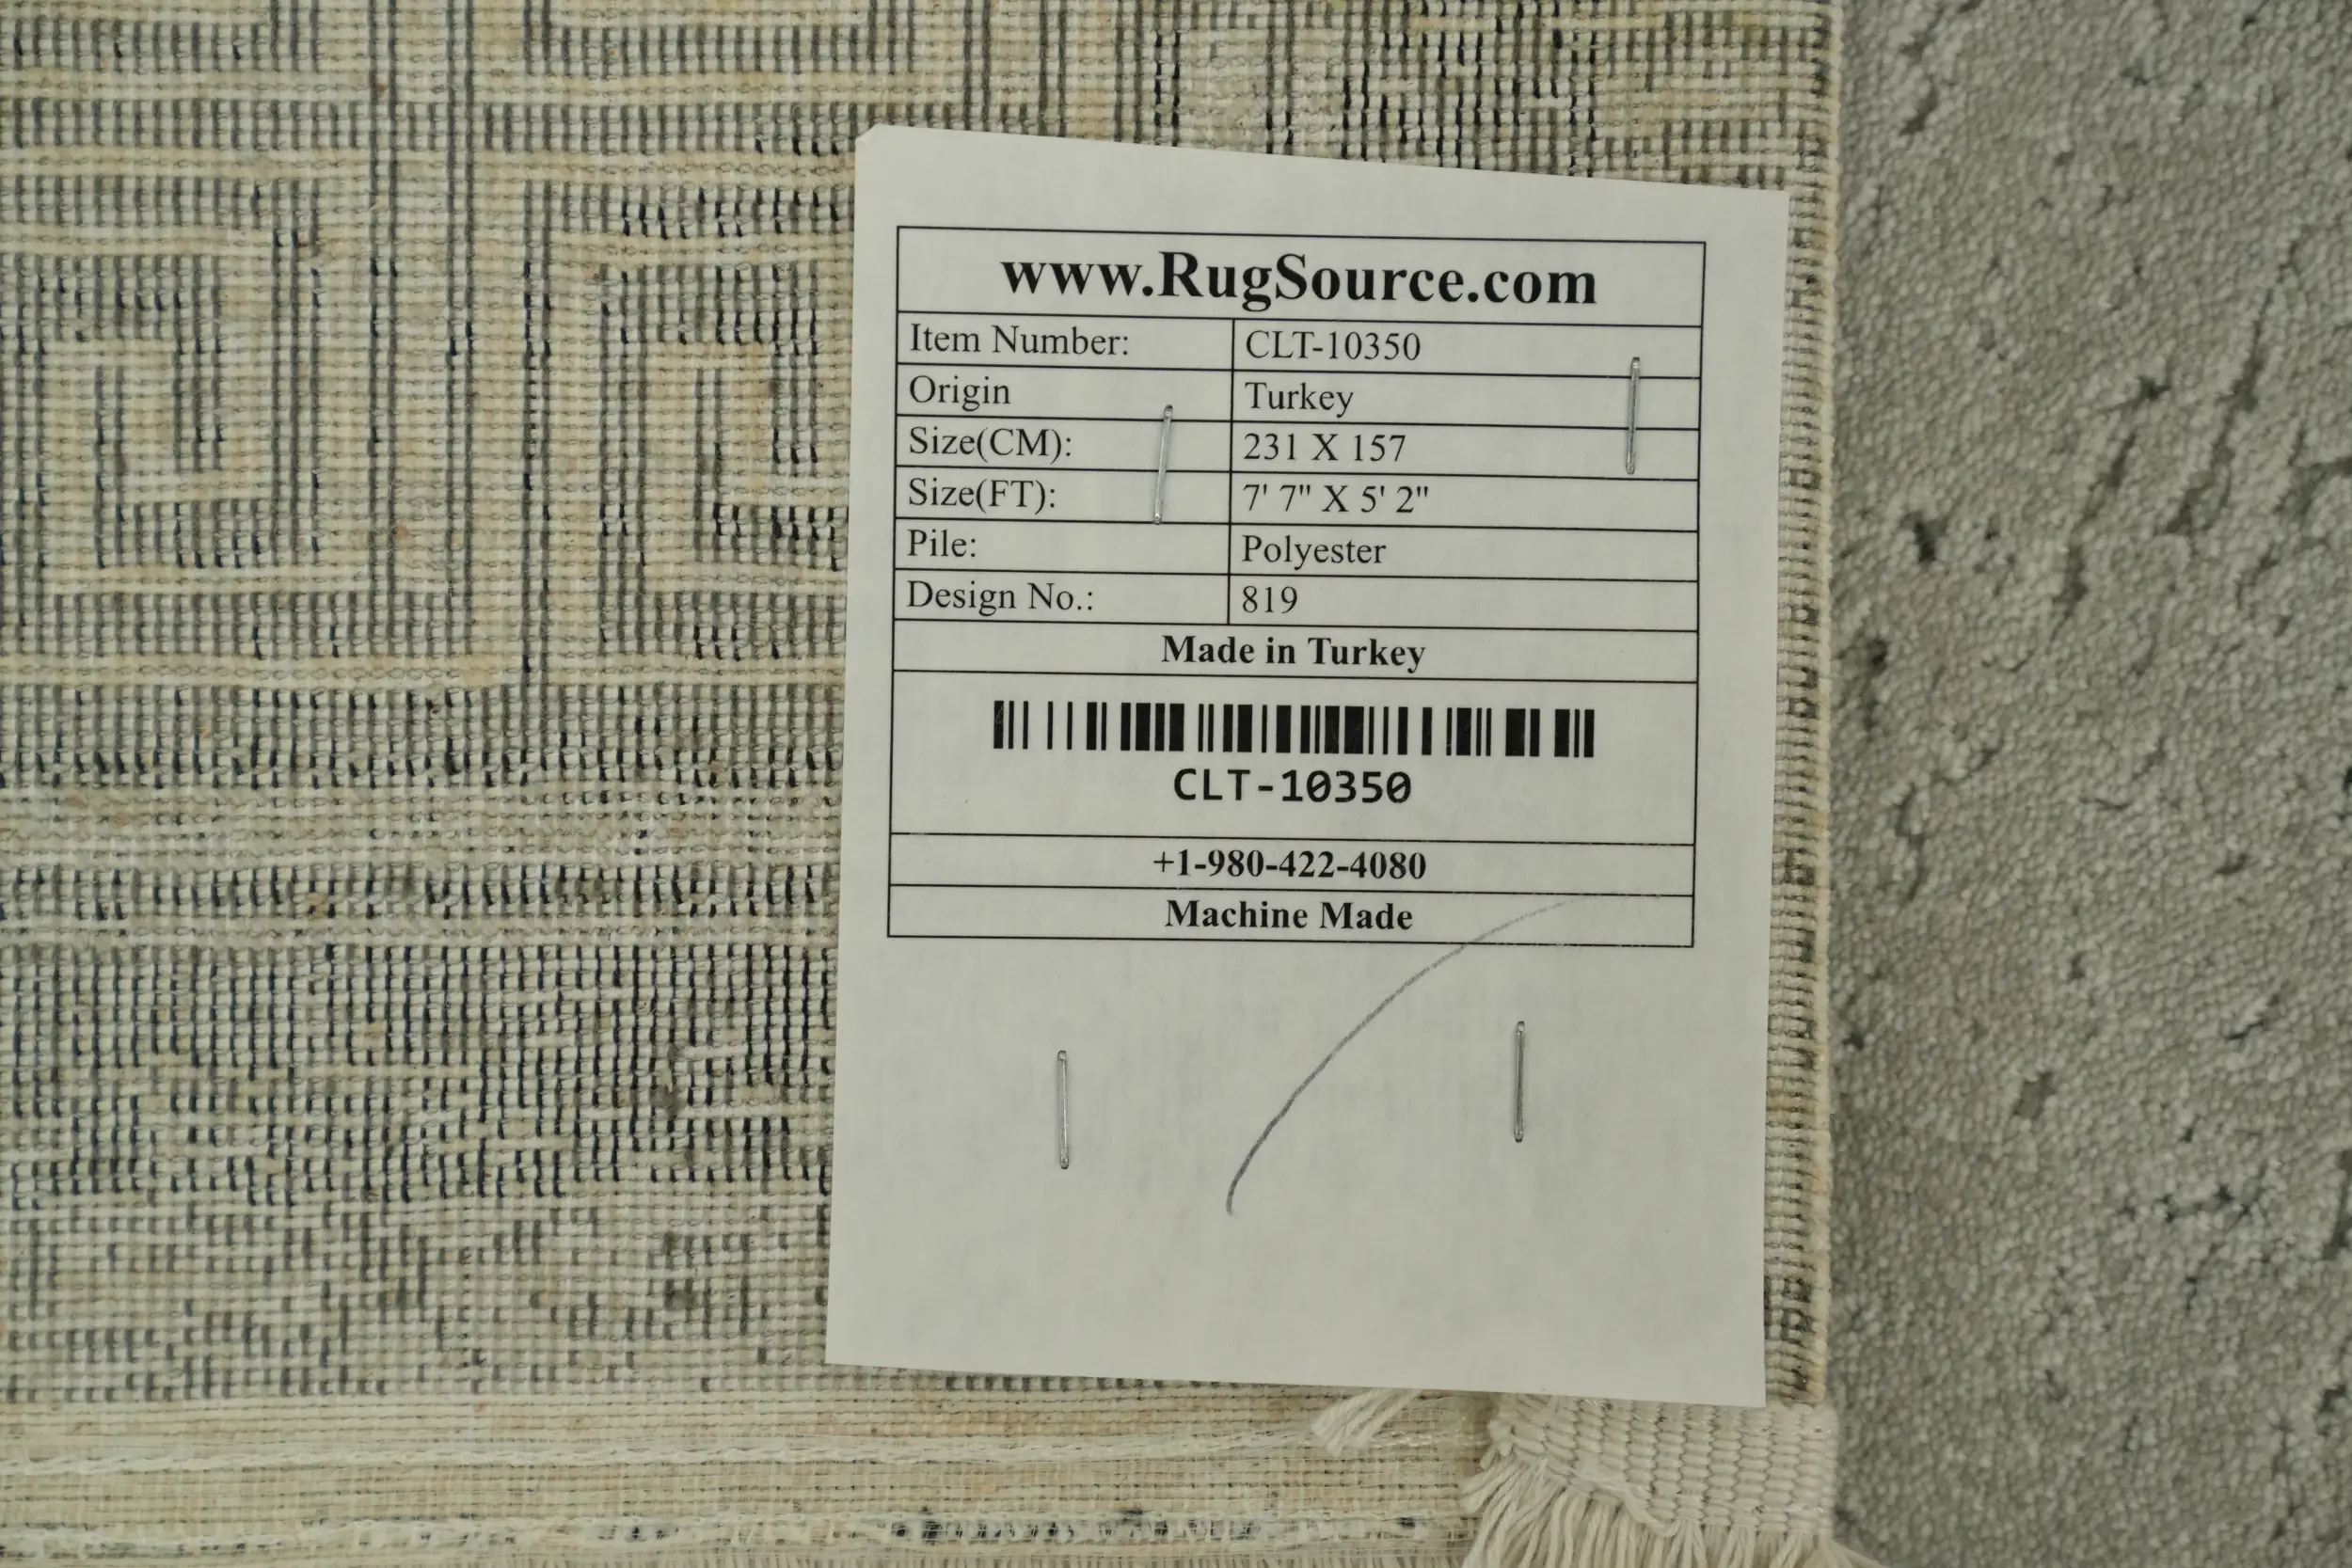 www.RugSource.com
Item Number: CLT-10350
Origin Turkey
Size(CM): 231 X 157
Size(FT): 7' 7" X 5' 2"
Pile: Polyester
Design No.: 819
Made in Turkey
CLT-10350
+1-980-422-4080
Machine Made